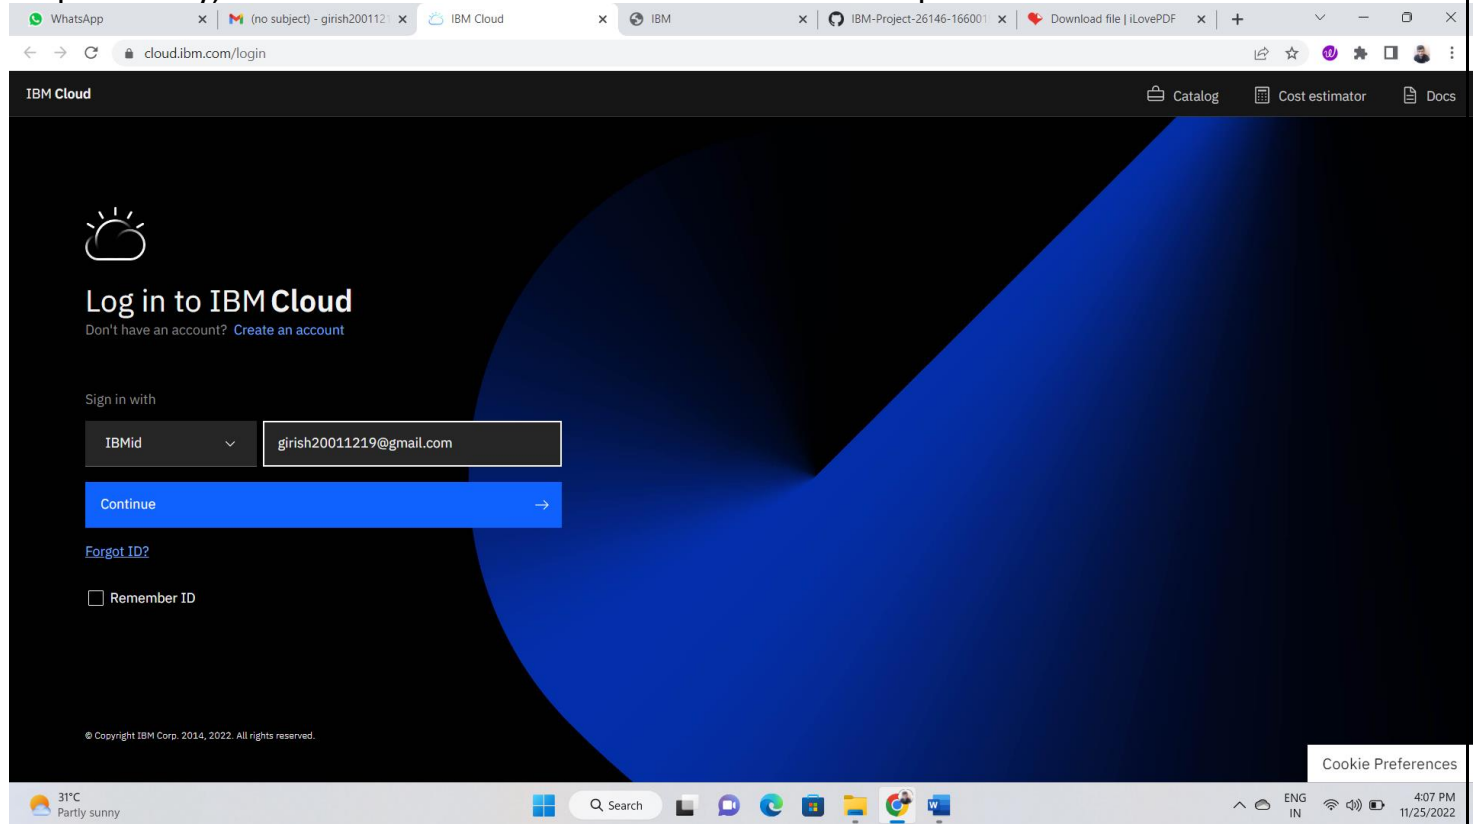 WhatsApp
(no subject) - girish200112
IBM Cloud
IBM
IBM-Project-26146-166001
Download file | iLovePDF
cloud.ibm.com/login
IBM Cloud
Catalog
Cost estimator
Docs
Log in to IBM Cloud
Don't have an account? Create an account
Sign in with
IBMid
girish20011219@gmail.com
Continue
Forgot ID?
Remember ID
© Copyright IBM Corp. 2014, 2022. All rights reserved.
Cookie Preferences
31°C
Partly sunny
Search
ENG
IN
4:07 PM
11/25/2022